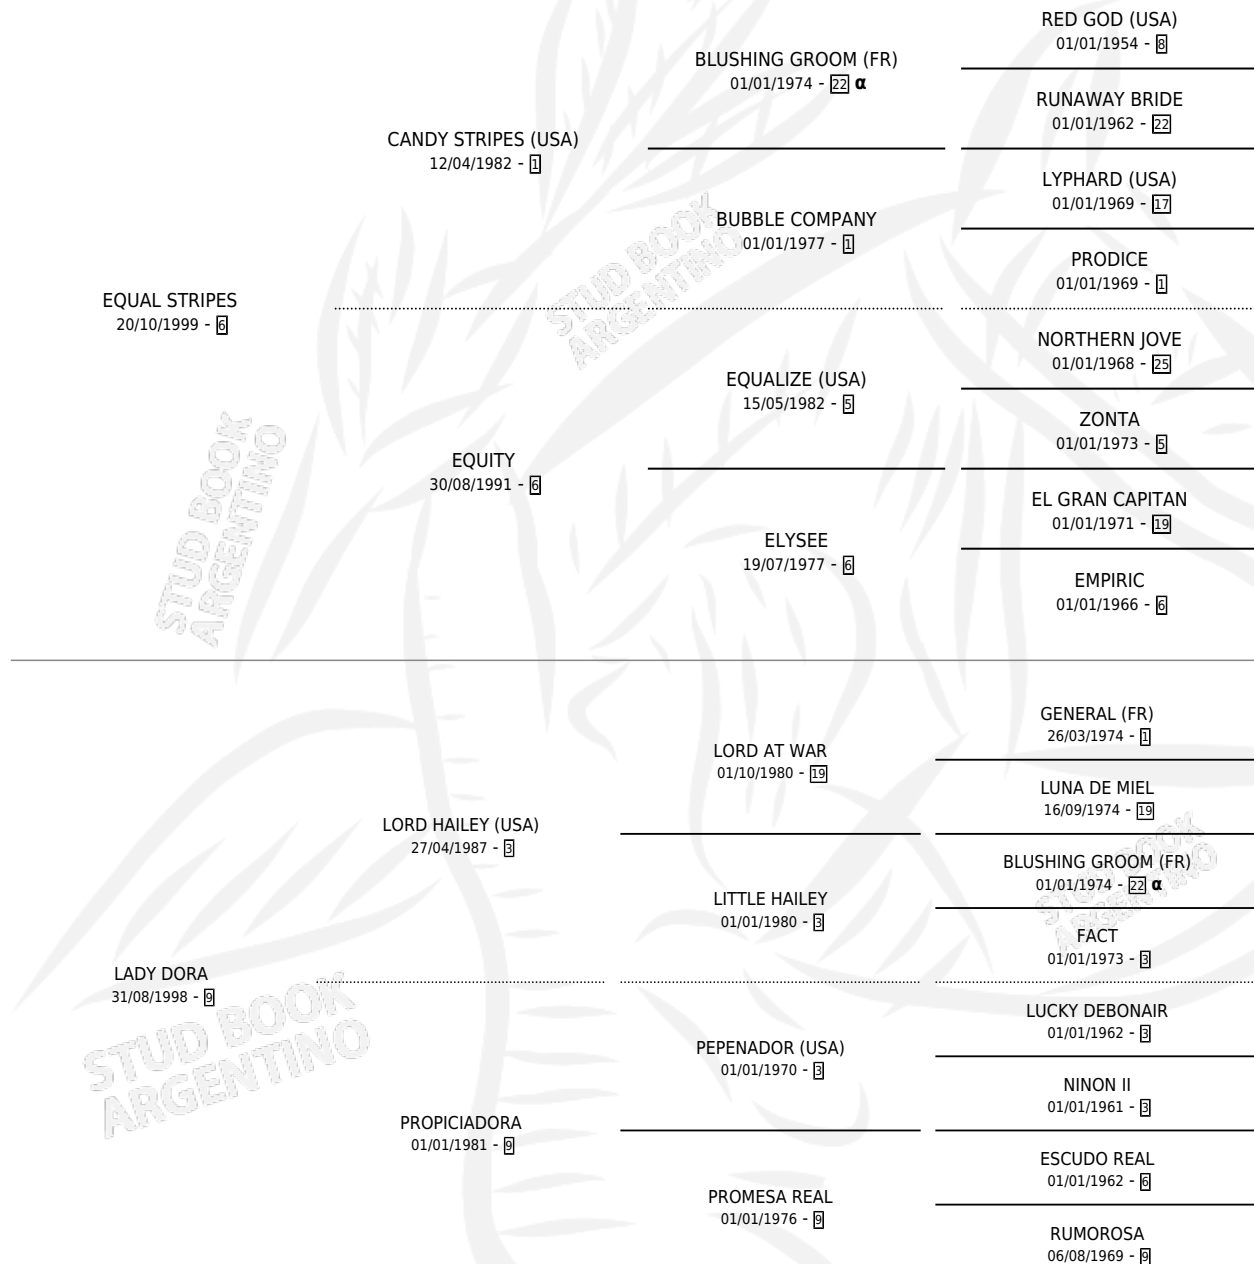 RED GOD (USA)
01/01/1954 - 8
BLUSHING GROOM (FR)
01/01/1974 - 22 α
RUNAWAY BRIDE
01/01/1962 - 22
CANDY STRIPES (USA)
12/04/1982 - 1
LYPHARD (USA)
01/01/1969 - 17
BUBBLE COMPANY
01/01/1977 - 1
PRODICE
01/01/1969 - 1
EQUAL STRIPES
20/10/1999 - 6
NORTHERN JOVE
01/01/1968 - 25
EQUALIZE (USA)
15/05/1982 - 5
ZONTA
01/01/1973 - 5
EQUITY
30/08/1991 - 6
EL GRAN CAPITAN
01/01/1971 - 19
ELYSEE
19/07/1977 - 6
EMPIRIC
01/01/1966 - 6
GENERAL (FR)
26/03/1974 - 1
LORD AT WAR
01/10/1980 - 19
LUNA DE MIEL
16/09/1974 - 19
LORD HAILEY (USA)
27/04/1987 - 3
BLUSHING GROOM (FR)
01/01/1974 - 22 α
LITTLE HAILEY
01/01/1980 - 3
FACT
01/01/1973 - 3
LADY DORA
31/08/1998 - 9
LUCKY DEBONAIR
01/01/1962 - 3
PEPENADOR (USA)
01/01/1970 - 3
NINON II
01/01/1961 - 3
PROPICIADORA
01/01/1981 - 9
ESCUDO REAL
01/01/1962 - 6
PROMESA REAL
01/01/1976 - 9
RUMOROSA
06/08/1969 - 9
STUD BOOK
ARGENTINO
STUD BOOK
ARGENTINO
STUD BOOK
ARGENTINO
STUD BOOK
ARGENTINO